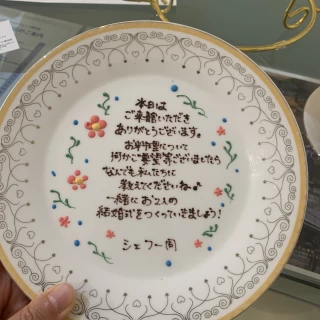 本日は
ご来館いただき
ありがとうございます。
お料理について
何かご要望等ございましたら
なんでも私たちに
教えてくださいね♪
一緒にお2人の
結婚式をつくっていきましょう!
シェフ一同